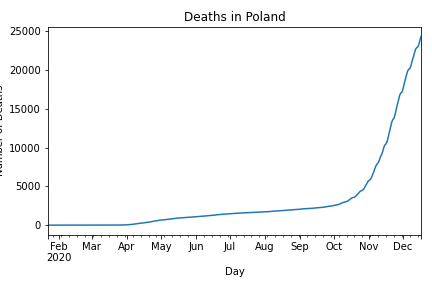 Deaths in Poland
Number of Deaths
25000
20000
15000
10000
5000
0
Feb Mar Apr May Jun Jul Aug Sep Oct Nov Dec
2020
Day